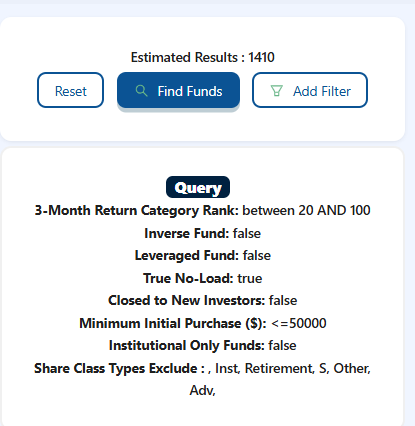 Estimated Results : 1410
Reset
Find Funds
Add Filter
Query
3-Month Return Category Rank: between 20 AND 100
Inverse Fund: false
Leveraged Fund: false
True No-Load: true
Closed to New Investors: false
Minimum Initial Purchase ($): <=50000
Institutional Only Funds: false
Share Class Types Exclude : , Inst, Retirement, S, Other,
Adv,